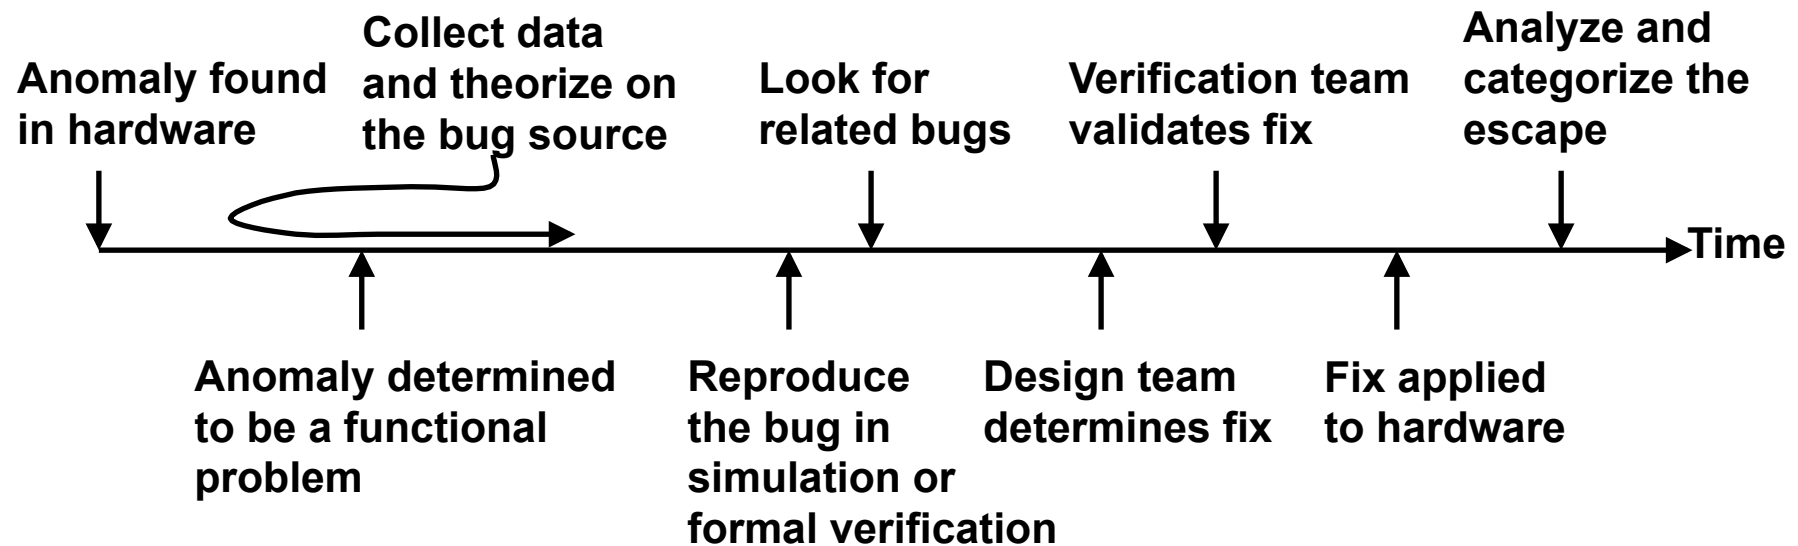 Anomaly found
in hardware
Collect data
and theorize on
the bug source
Look for
related bugs
Verification team
validates fix
Analyze and
categorize the
escape
Time
Anomaly determined
to be a functional
problem
Reproduce
the bug in
simulation or
formal verification
Design team
determines fix
Fix applied
to hardware